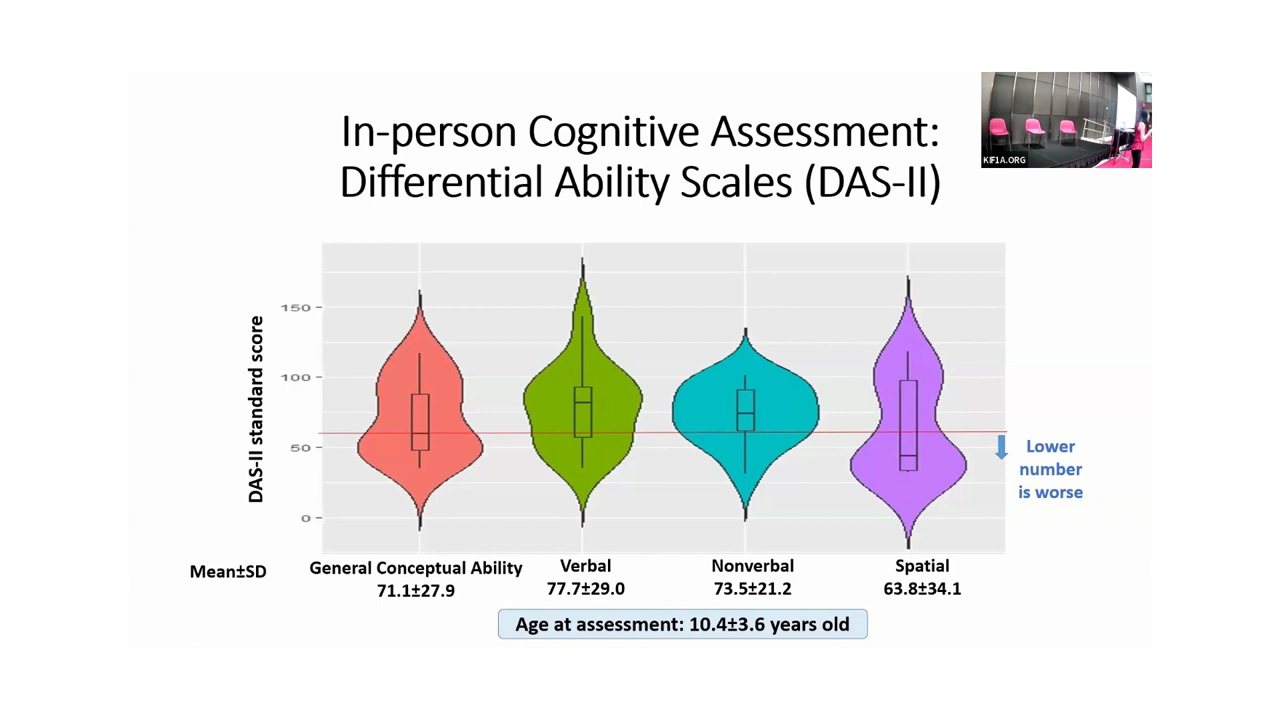 In-person Cognitive Assessment:
Differential Ability Scales (DAS-II)
KIF1A.ORG
DAS-II standard score
150
100
50
0
Lower
number
is worse
Mean±SD
General Conceptual Ability
71.1±27.9
Verbal
77.7±29.0
Nonverbal
73.5±21.2
Spatial
63.8±34.1
Age at assessment: 10.4±3.6 years old